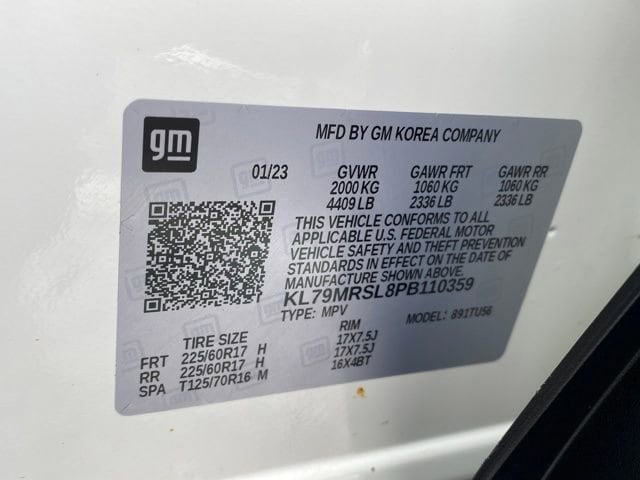 gm
MFD BY GM KOREA COMPANY
01/23 GVWR GAWR FRT GAWR RR
2000 KG 1060 KG 1060 KG
4409 LB 2336 LB 2336 LB
THIS VEHICLE CONFORMS TO ALL
APPLICABLE U.S. FEDERAL MOTOR
VEHICLE SAFETY AND THEFT PREVENTION
STANDARDS IN EFFECT ON THE DATE OF
MANUFACTURE SHOWN ABOVE.
KL79MRSL8PB110359
TYPE: MPV MODEL: 891TU56
TIRE SIZE RIM
FRT 225/60R17 H 17X7.5J
RR 225/60R17 H 17X7.5J
SPA T125/70R16 M 16X4BT